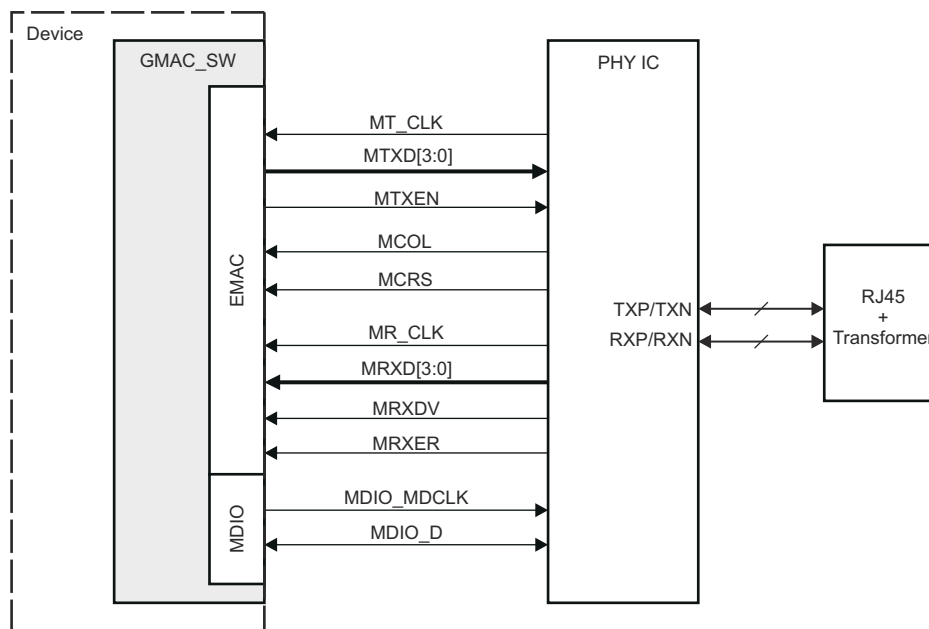 Device
GMAC_SW
PHY IC
MT_CLK
MTXD[3:0]
MTXEN
MCOL
MCRS
EMAC
MR_CLK
MRXD[3:0]
MRXDV
MRXER
TXP/TXN
RXP/RXN
RJ45
+
Transformer
MDIO
MDIO_MDCLK
MDIO_D